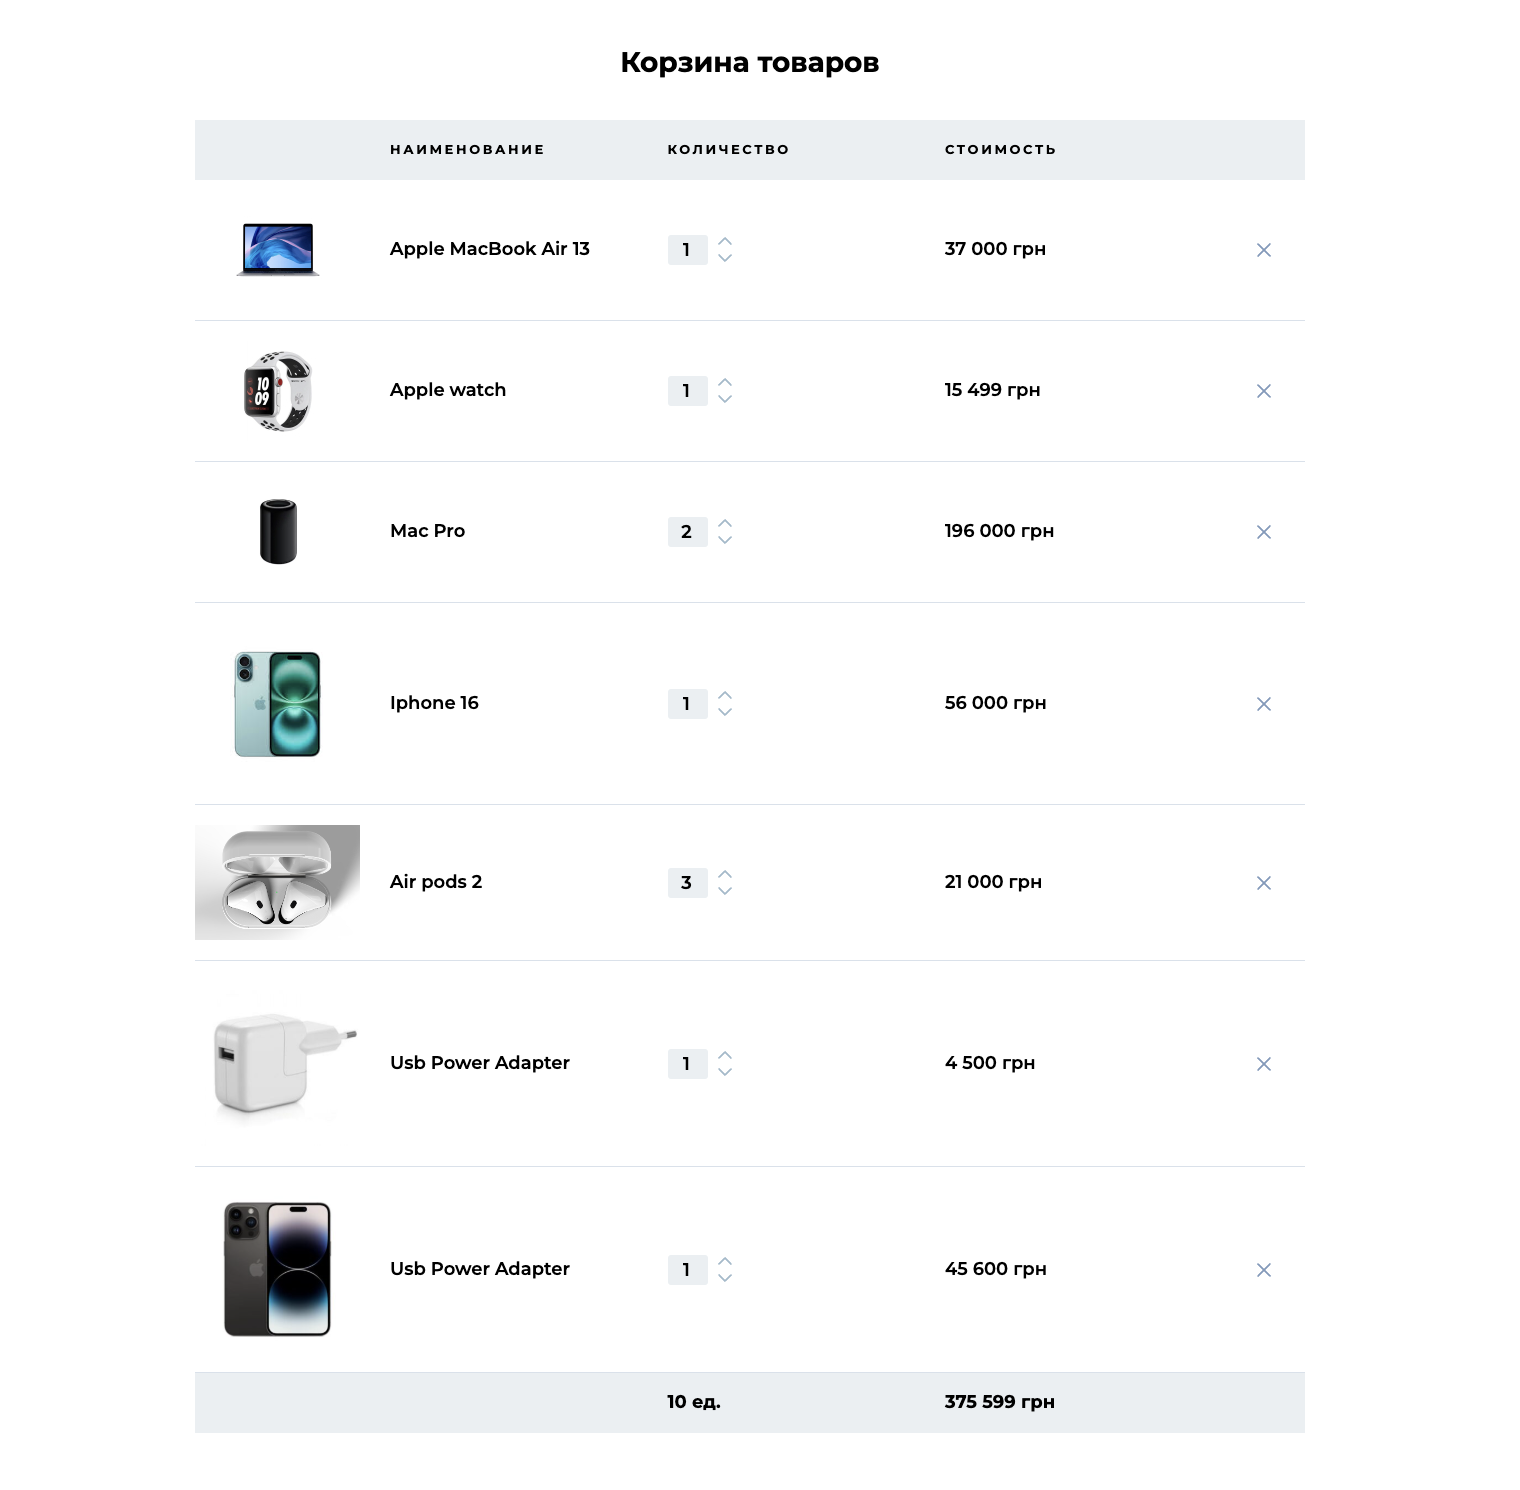 Корзина товаров
НАИМЕНОВАНИЕ КОЛИЧЕСТВО СТОИМОСТЬ
Apple MacBook Air 13 1 37 000 грн
10
09
Apple watch 1 15 499 грн
Mac Pro 2 196 000 грн
Iphone 16 1 56 000 грн
Air pods 2 3 21 000 грн
Usb Power Adapter 1 4 500 грн
Usb Power Adapter 1 45 600 грн
10 ед. 375 599 грн